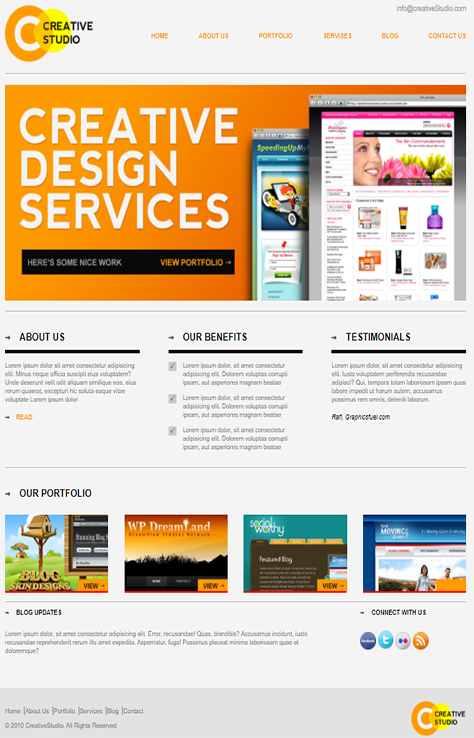 info@creativeStudio.com
CREATIVE
STUDIO
HOME ABOUT US PORTFOLIO SERVISES BLOG CONTACT US
CREATIVE
DESIGN
SERVICES
HERE'S SOME NICE WORK VIEW PORTFOLIO →
SpeedingUpMy
The Ten Commandments
→ ABOUT US
Lorem ipsum dolor, sit amet consectetur
adipisicing elit. Minus neque officia suscipit eius voluptatem?
Unde deserunt velit odit aliquam similique eos, eius
rerum quaerat, excepturi hic soluta eaque vitae
voluptate Lorem ipsum dolor
→ READ
→ OUR BENEFITS
Lorem ipsum dolor, sit amet consectetur
adipisicing elit. Dolorem voluptas corrupti
ipsam, aut asperiores magnam beatae
Lorem ipsum dolor, sit amet consectetur
adipisicing elit. Dolorem voluptas corrupti
ipsam, aut asperiores magnam beatae
Lorem ipsum dolor, sit amet consectetur
adipisicing elit. Dolorem voluptas corrupti
ipsam, aut asperiores magnam beatae
→ TESTIMONIALS
Lorem ipsum dolor, sit amet consectetur
adipisicing elit. Iusto voluptatem perferendis recusandae
adipisci? Qui, tempora totam laboriosam ipsam quos
labore impedit ut harum autem, accusamus
possimus rem omnis, deleniti laborum.
Rafi, Graphicsfuel.com
→ OUR PORTFOLIO
Stunning Blog
BLOG
SKIN DESIGNS
VIEW →
WP DREAMLAND
VIEW →
social
worthy
Featured Blog
VIEW →
MOVINGS
VIEW →
→ BLOG UPDATES
Lorem ipsum dolor, sit amet consectetur adipisicing elit. Error, recusandae! Quas, blanditiis? Accusamus incidunt, iusto
recusandae reprehenderit rerum illo amet expedita. Aspernatur, fuga! Possimus placeat minima laboriosam quae et
doloremque?
→ CONNECT WITH US
Home |About Us |Portfolio |Services |Blog |Contact
© 2010 CreativeStudio. All Rights Reserved
CREATIVE
STUDIO